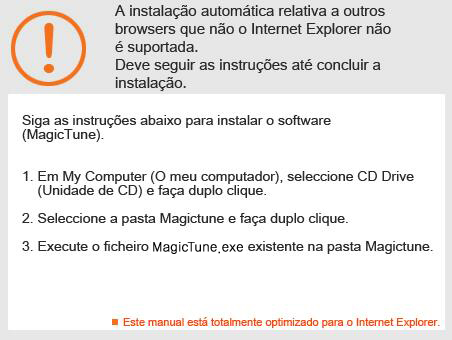 A instalação automática relativa a outros
browsers que não o Internet Explorer não
é suportada.
Deve seguir as instruções até concluir a
instalação.
Siga as instruções abaixo para instalar o software
(MagicTune).
1. Em My Computer (O meu computador), seleccione CD Drive
(Unidade de CD) e faça duplo clique.
2. Seleccione a pasta Magictune e faça duplo clique.
3. Execute o ficheiro MagicTune.exe existente na pasta Magictune.
Este manual está totalmente optimizado para o Internet Explorer.